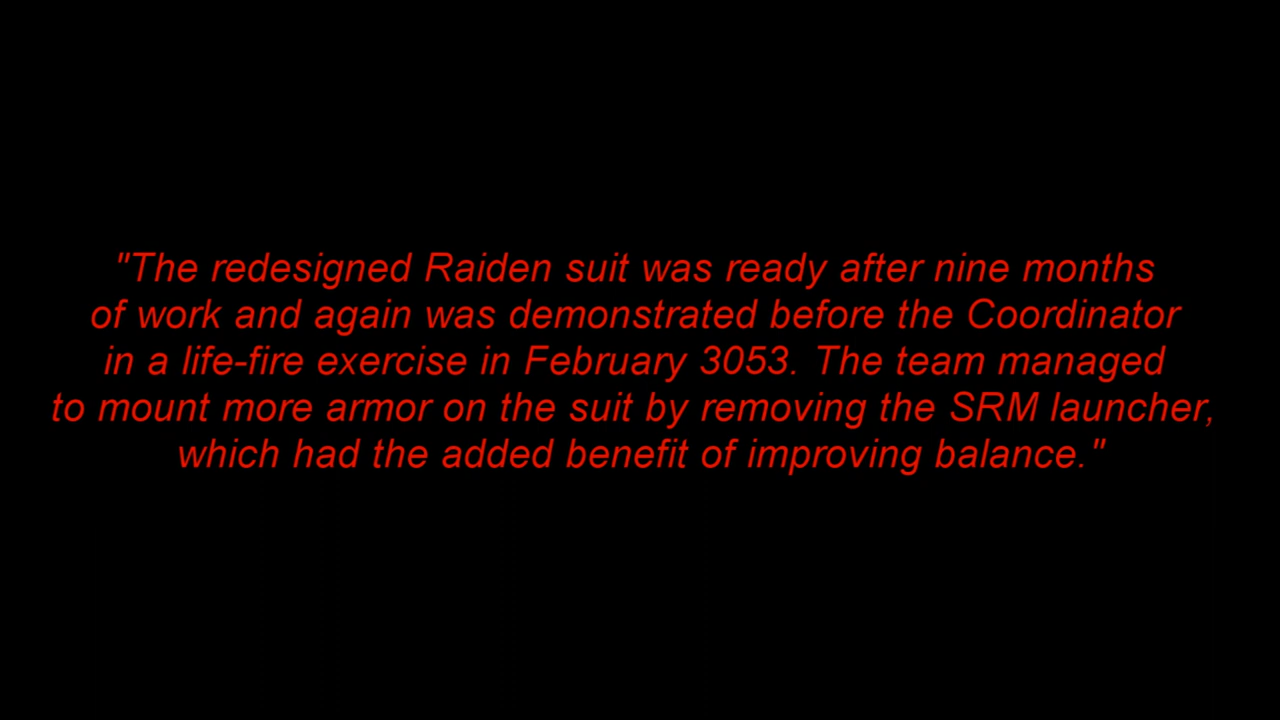 "The redesigned Raiden suit was ready after nine months
of work and again was demonstrated before the Coordinator
in a life-fire exercise in February 3053. The team managed
to mount more armor on the suit by removing the SRM launcher,
which had the added benefit of improving balance."